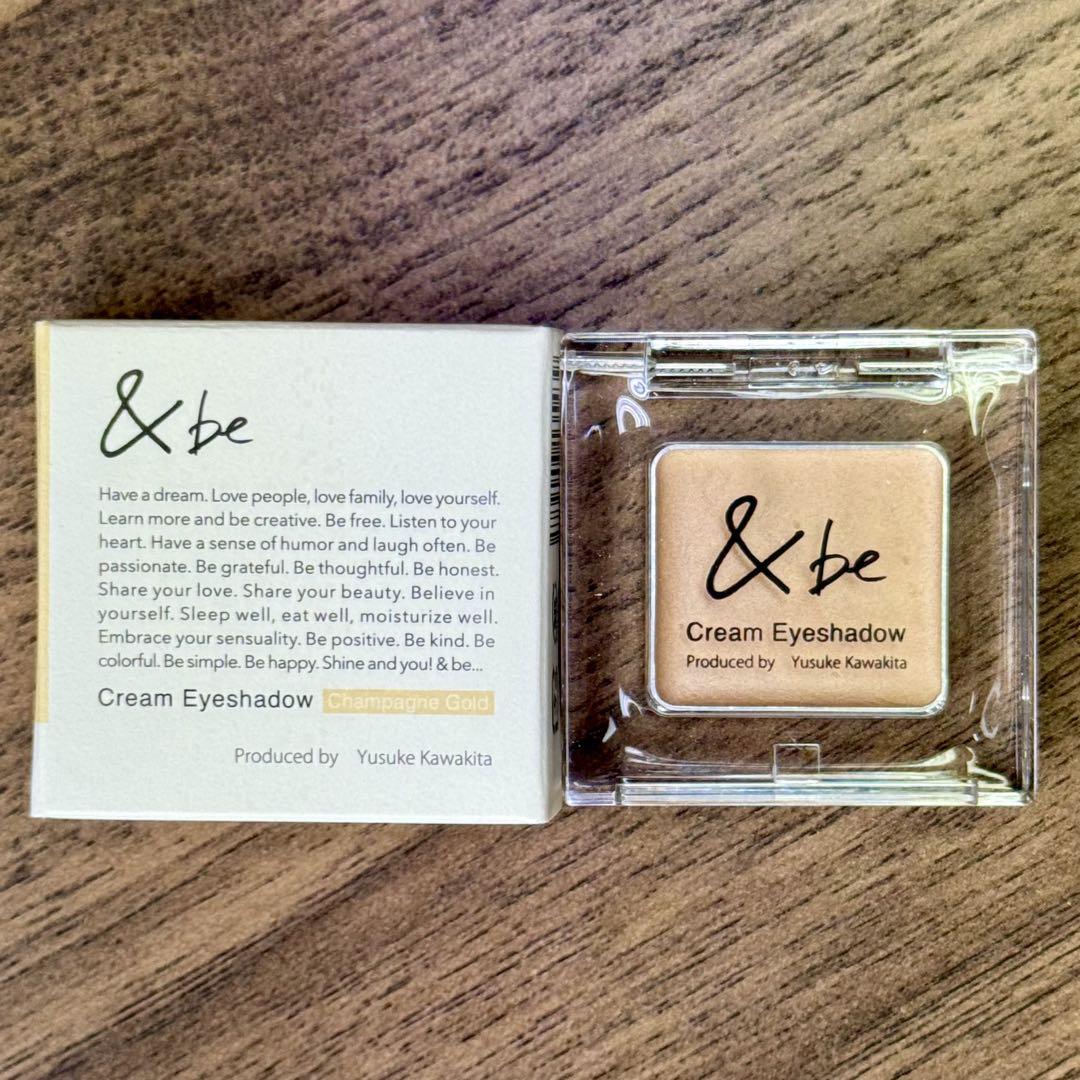 & be
Have a dream. Love people, love family, love yourself.
Learn more and be creative. Be free. Listen to your
heart. Have a sense of humor and laugh often. Be
passionate. Be grateful. Be thoughtful. Be honest.
Share your love. Share your beauty. Believe in
yourself. Sleep well, eat well, moisturize well.
Embrace your sensuality. Be positive. Be kind. Be
colorful. Be simple. Be happy. Shine and you! & be...
Cream Eyeshadow Champagne Gold
Produced by Yusuke Kawakita
& be
Cream Eyeshadow
Produced by Yusuke Kawakita